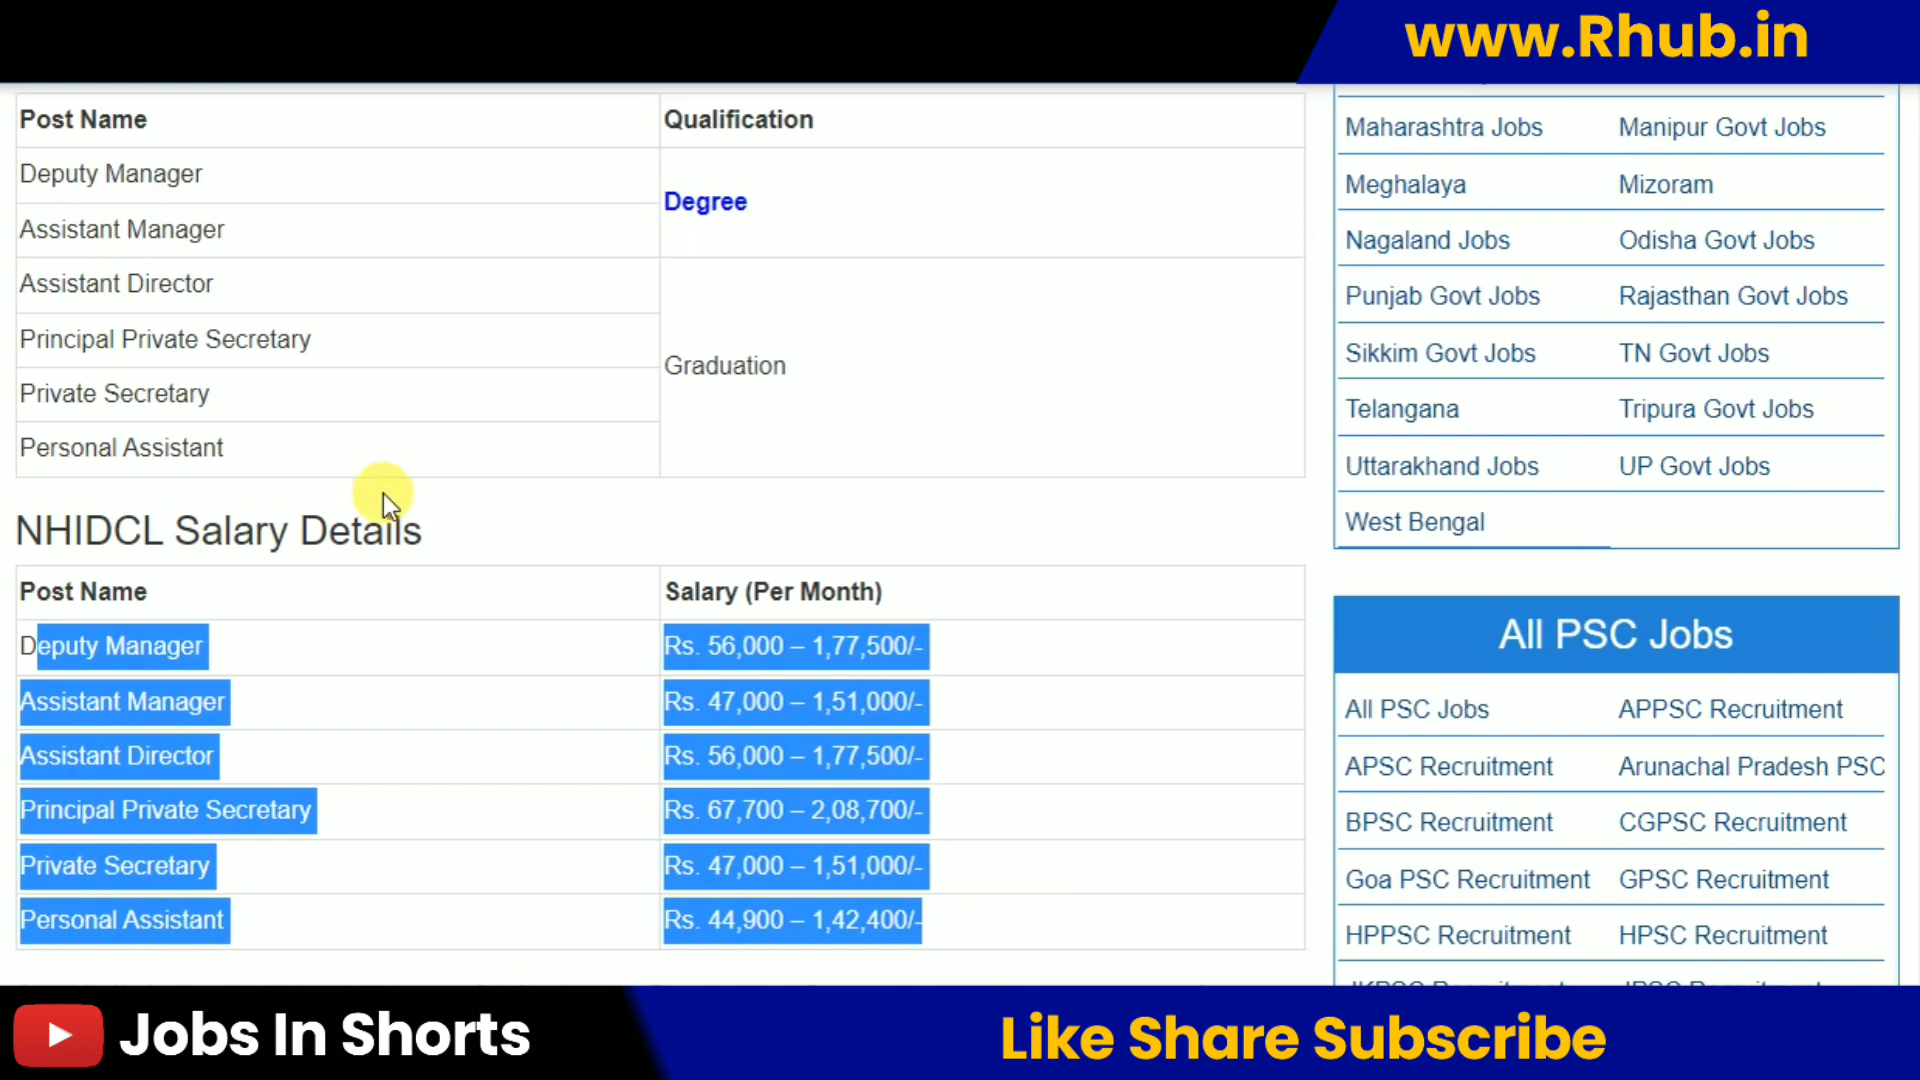 www.Rhub.in
Post Name Qualification
Deputy Manager
Degree
Assistant Manager
Assistant Director
Principal Private Secretary
Graduation
Private Secretary
Personal Assistant
NHIDCL Salary Details
Post Name Salary (Per Month)
Deputy Manager Rs. 56,000 – 1,77,500/-
Assistant Manager Rs. 47,000 – 1,51,000/-
Assistant Director Rs. 56,000 – 1,77,500/-
Principal Private Secretary Rs. 67,700 – 2,08,700/-
Private Secretary Rs. 47,000 – 1,51,000/-
Personal Assistant Rs. 44,900 – 1,42,400/-
Maharashtra Jobs Manipur Govt Jobs
Meghalaya Mizoram
Nagaland Jobs Odisha Govt Jobs
Punjab Govt Jobs Rajasthan Govt Jobs
Sikkim Govt Jobs TN Govt Jobs
Telangana Tripura Govt Jobs
Uttarakhand Jobs UP Govt Jobs
West Bengal
All PSC Jobs
All PSC Jobs APPSC Recruitment
APSC Recruitment Arunachal Pradesh PSC
BPSC Recruitment CGPSC Recruitment
Goa PSC Recruitment GPSC Recruitment
HPPSC Recruitment HPSC Recruitment
Jobs In Shorts
Like Share Subscribe